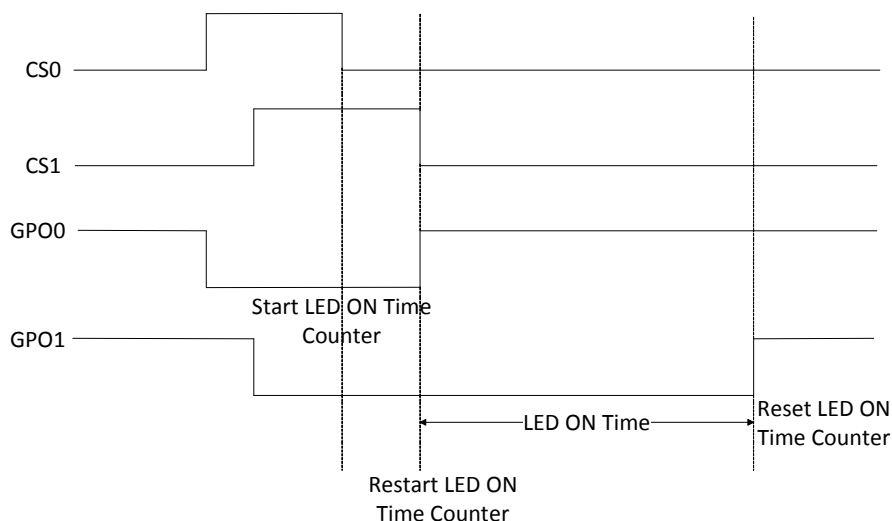 CS0
CS1
GPO0
Start LED ON Time
Counter
GPO1
LED ON Time
Reset LED ON
Time Counter
Restart LED ON
Time Counter